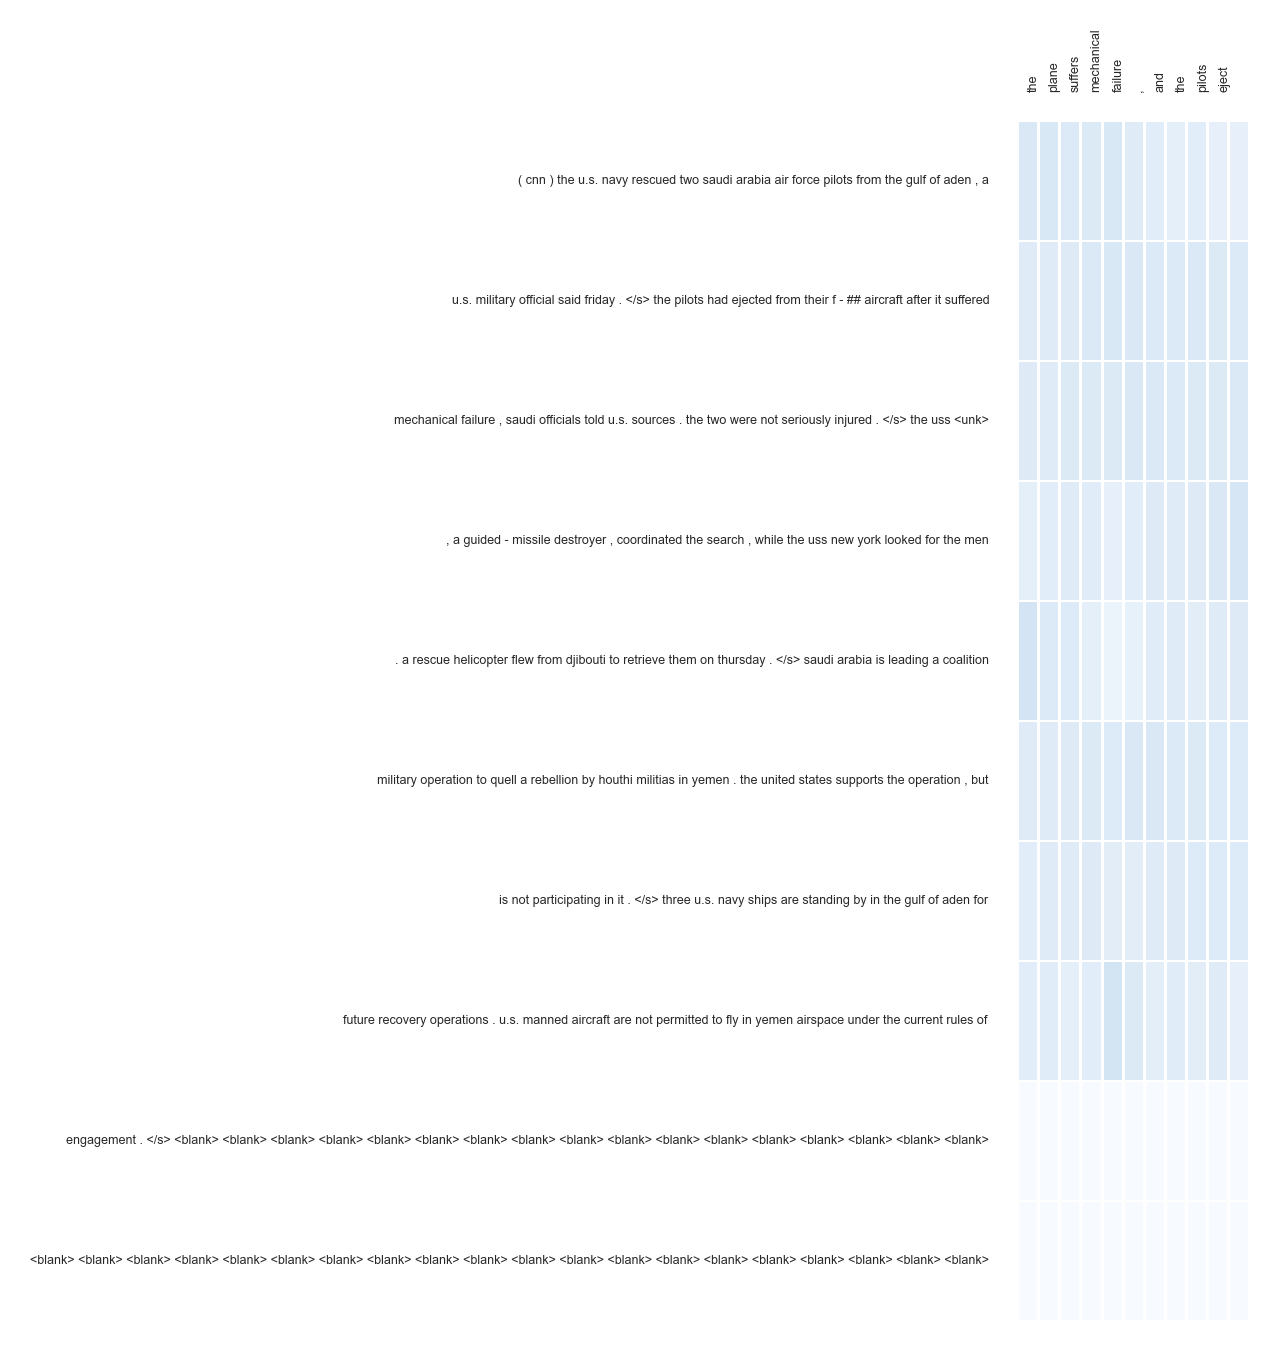 the
plane
suffers
mechanical
failure
,
and
the
pilots
eject
( cnn ) the u.s. navy rescued two saudi arabia air force pilots from the gulf of aden , a
u.s. military official said friday . </s> the pilots had ejected from their f - ## aircraft after it suffered
mechanical failure , saudi officials told u.s. sources . the two were not seriously injured . </s> the uss <unk>
, a guided - missile destroyer , coordinated the search , while the uss new york looked for the men
. a rescue helicopter flew from djibouti to retrieve them on thursday . </s> saudi arabia is leading a coalition
military operation to quell a rebellion by houthi militias in yemen . the united states supports the operation , but
is not participating in it . </s> three u.s. navy ships are standing by in the gulf of aden for
future recovery operations . u.s. manned aircraft are not permitted to fly in yemen airspace under the current rules of
engagement . </s> <blank> <blank> <blank> <blank> <blank> <blank> <blank> <blank> <blank> <blank> <blank> <blank> <blank> <blank> <blank> <blank> <blank>
<blank> <blank> <blank> <blank> <blank> <blank> <blank> <blank> <blank> <blank> <blank> <blank> <blank> <blank> <blank> <blank> <blank> <blank> <blank> <blank>